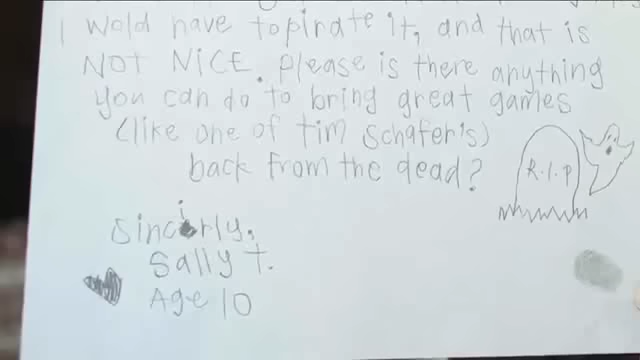 I wold have to pirate it, and that is
NOT NICE. Please is there anything
you can do to bring great games
(like one of Tim Schafer's)
back from the dead?
R.I.P
Sincirly,
Sally T.
Age 10